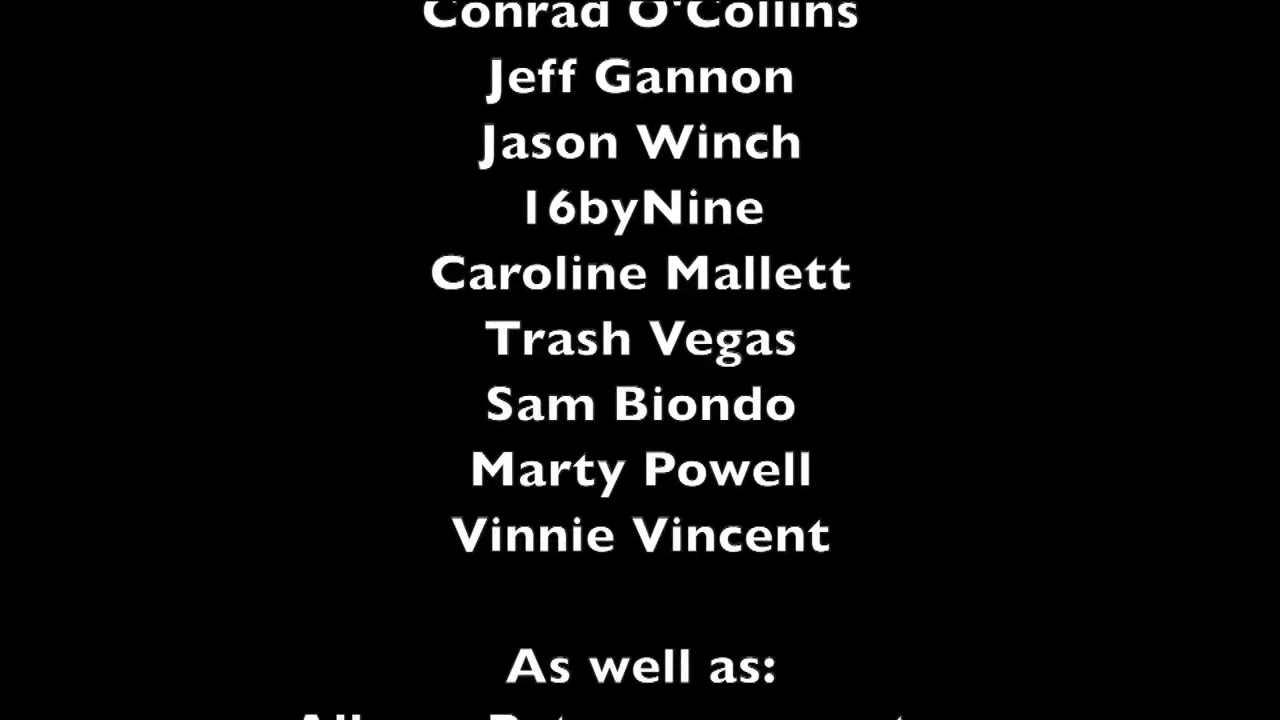 Conrad O'Collins
Jeff Gannon
Jason Winch
16byNine
Caroline Mallett
Trash Vegas
Sam Biondo
Marty Powell
Vinnie Vincent
As well as: